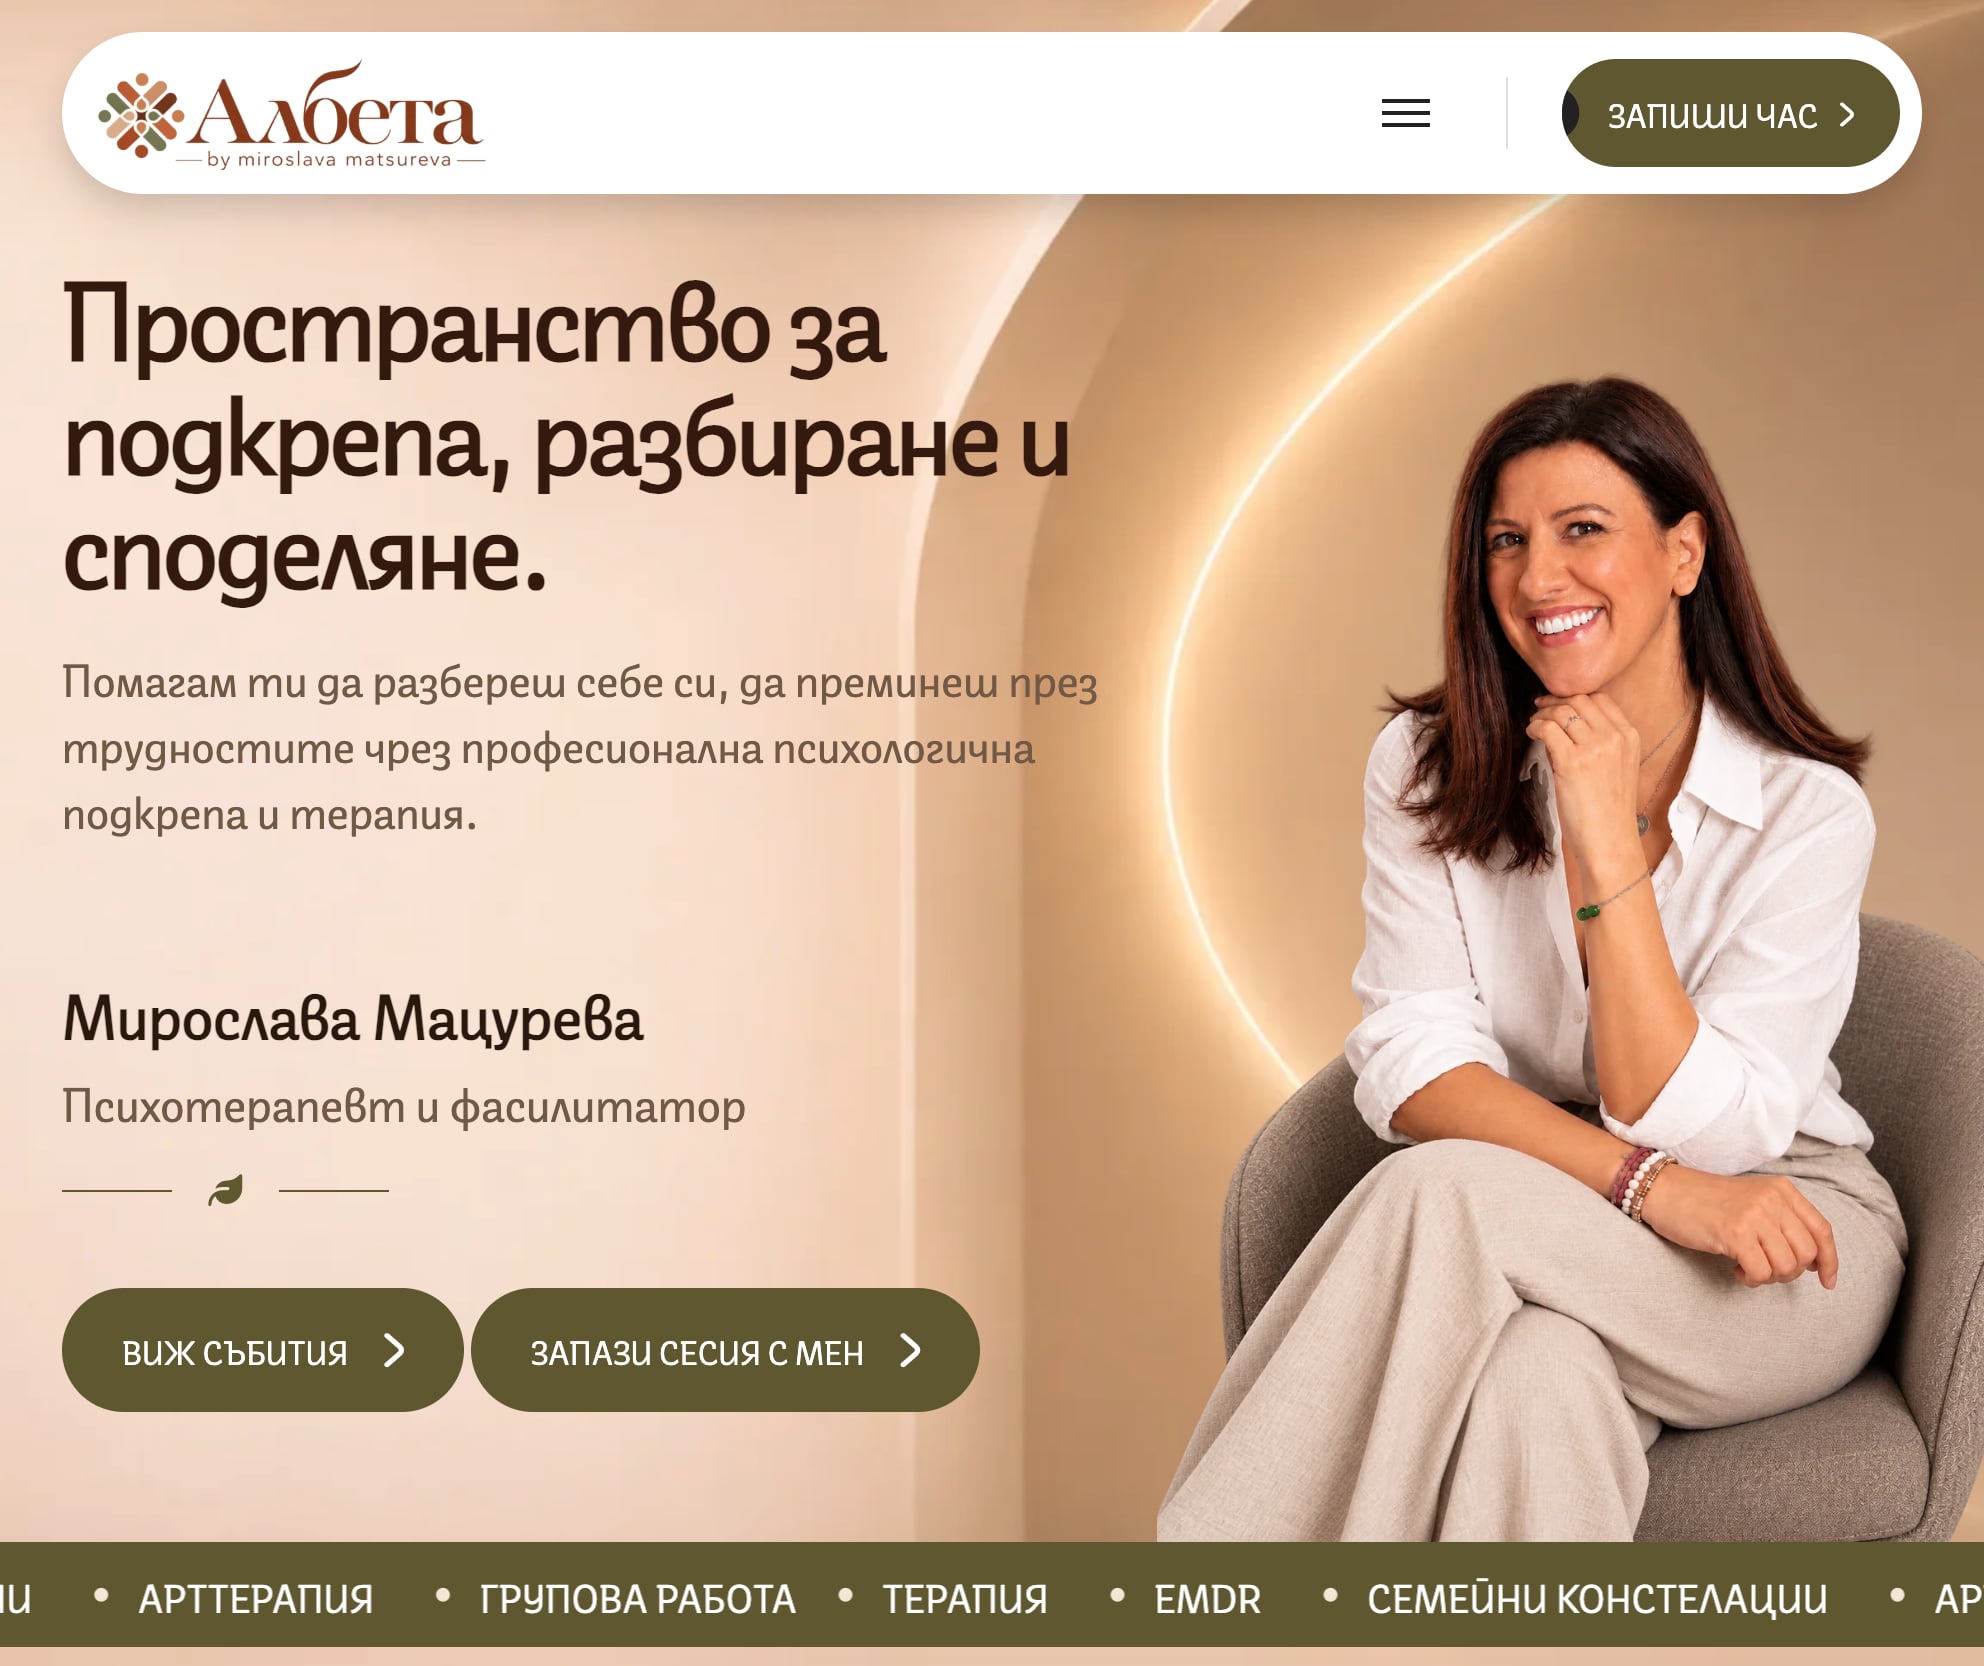 Албета
by miroslava matsureva
ЗАПИШИ ЧАС
Пространство за
подкрепа, разбиране и
споделяне.
Помагам ти да разбереш себе си, да преминеш през
трудностите чрез професионална психологична
подкрепа и терапия.
Мирослава Мацурева
Психотерапевт и фасилитатор
ВИЖ СЪБИТИЯ
ЗАПАЗИ СЕСИЯ С МЕН
• АРТТЕРАПИЯ • ГРУПОВА РАБОТА • ТЕРАПИЯ • EMDR • СЕМЕЙНИ КОНСТЕЛАЦИИ •